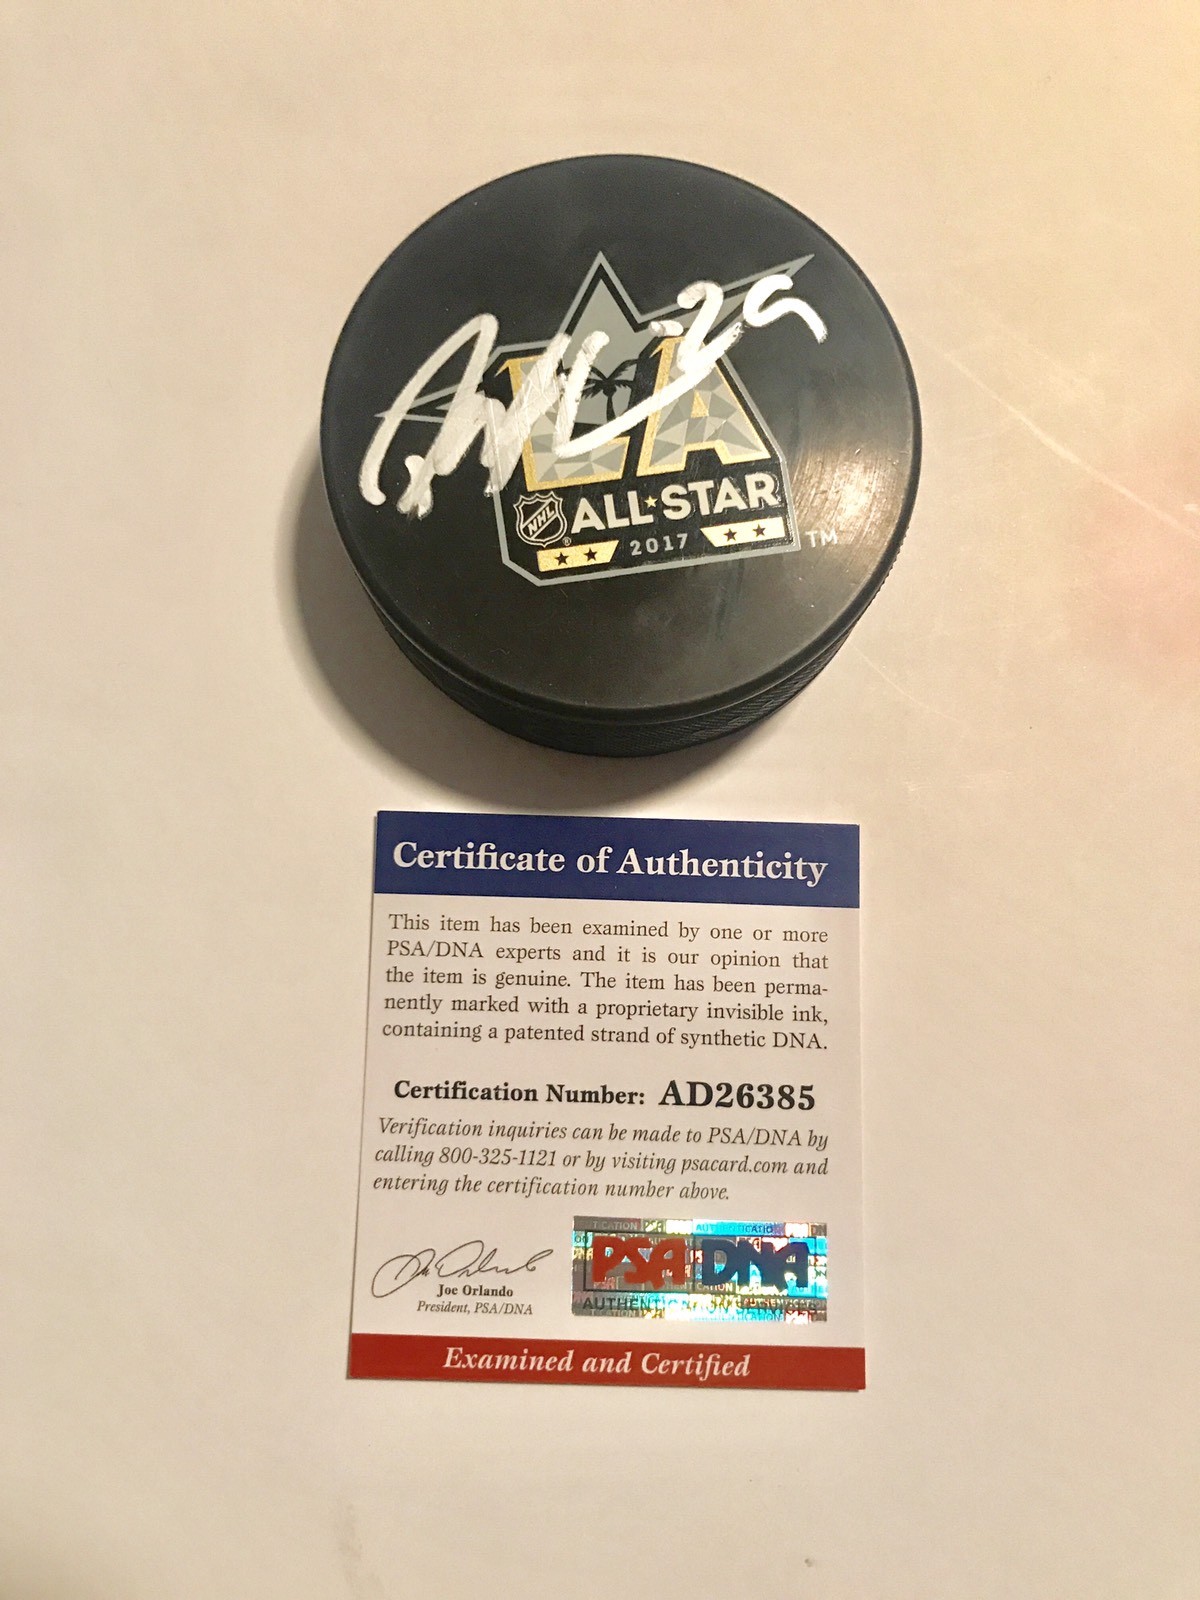 29
LA
NHL
®
ALL★STAR
2017
TM
Certificate of Authenticity
This item has been examined by one or more
PSA/DNA experts and it is our opinion that
the item is genuine. The item has been perma-
nently marked with a proprietary invisible ink,
containing a patented strand of synthetic DNA.
Certification Number: AD26385
Verification inquiries can be made to PSA/DNA by
calling 800-325-1121 or by visiting psacard.com and
entering the certification number above.
Joe Orlando
President, PSA/DNA
PSA DNA
AUTHENTICATION SERVICES
Examined and Certified